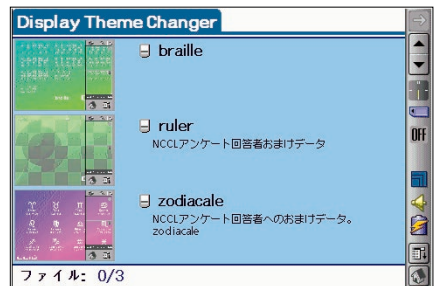 Display Theme Changer
braille
ruler
NCCLアンケート回答者おまけデータ
zodiacale
NCCLアンケート回答者へのおまけデータ。
zodiacale
OFF
ファイル: 0/3